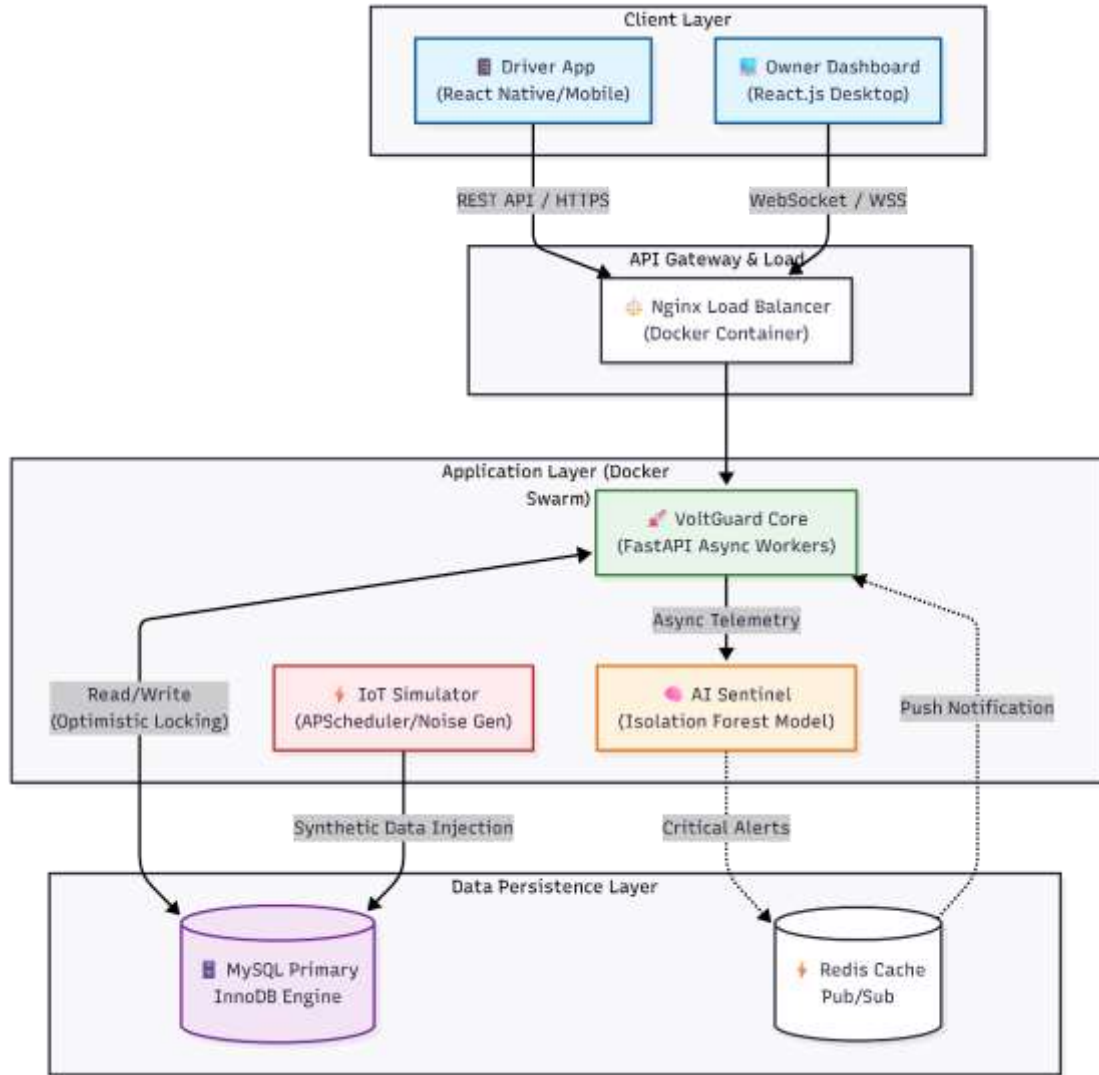 Client Layer
Driver App
(React Native/Mobile)
Owner Dashboard
(React.js Desktop)
REST API / HTTPS
WebSocket / WSS
API Gateway & Load
Nginx Load Balancer
(Docker Container)
Application Layer (Docker
Swarm)
VoltGuard Core
(FastAPI Async Workers)
Async Telemetry
Read/Write
(Optimistic Locking)
IoT Simulator
(APScheduler/Noise Gen)
AI Sentinel
(Isolation Forest Model)
Push Notification
Synthetic Data Injection
Critical Alerts
Data Persistence Layer
MySQL Primary
InnoDB Engine
Redis Cache
Pub/Sub